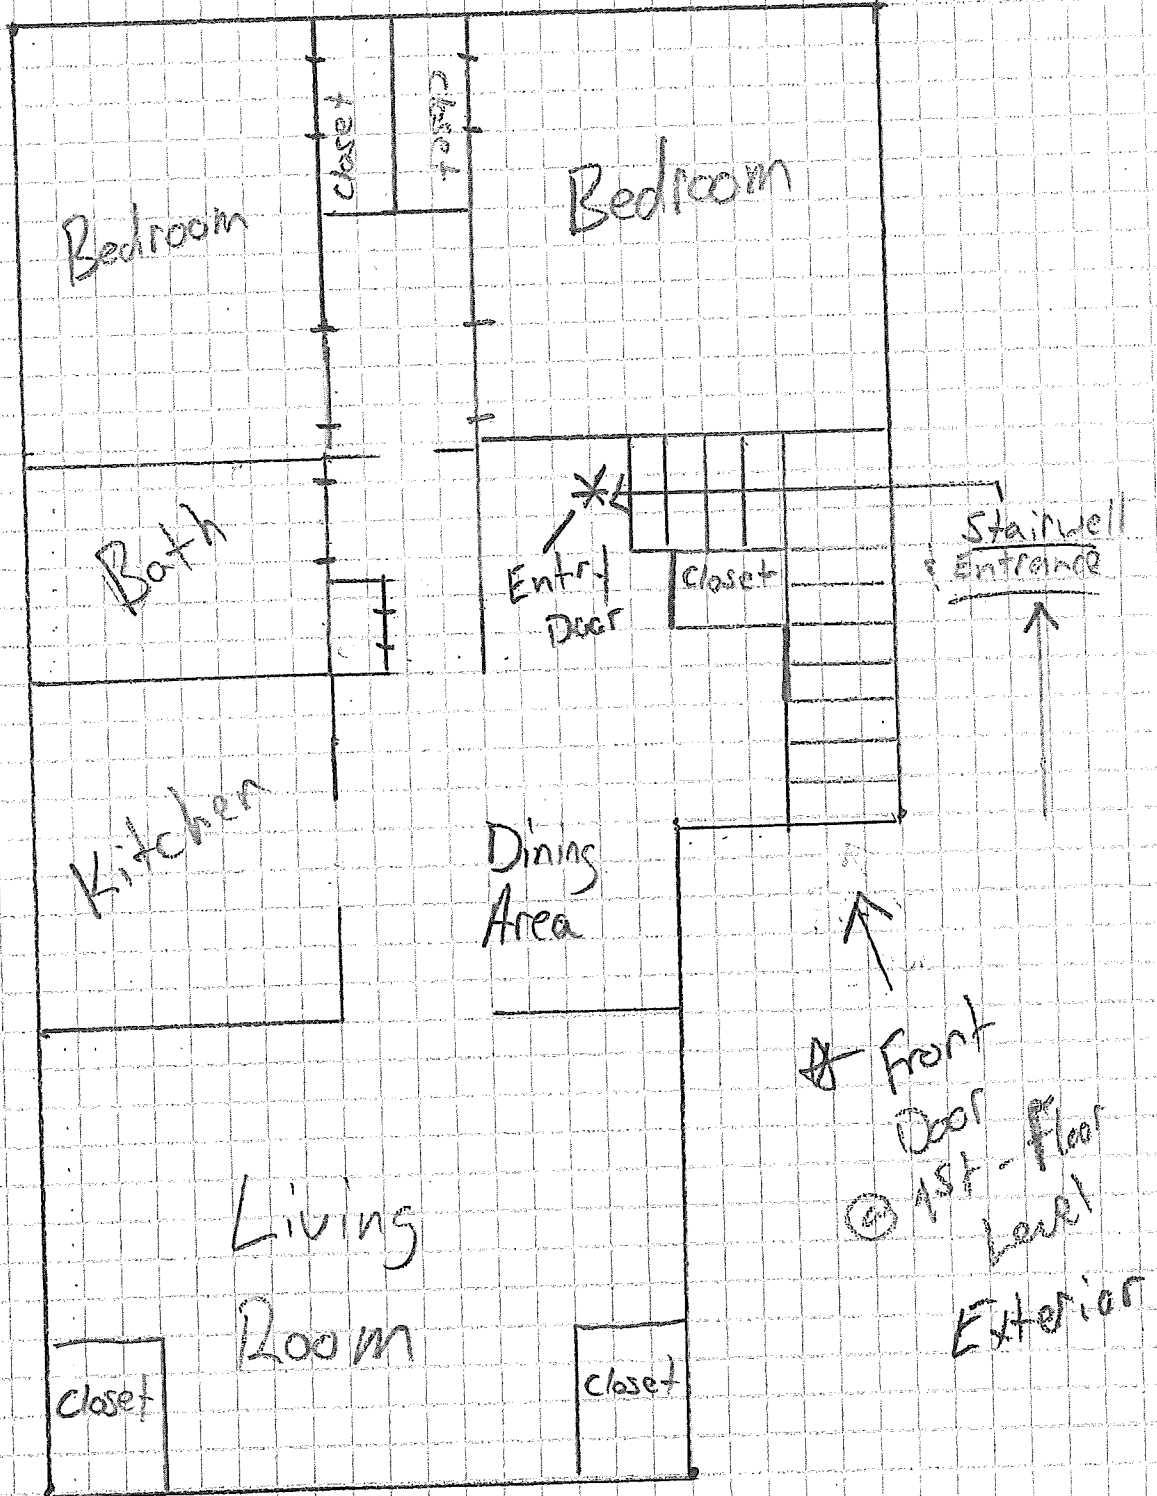 Closet
Closet
Bedroom
Bedroom
Bath
Entry
Door
Closet
Stairwell
Entrance
Kitchen
Dining
Area
Front
Door
@ 1st-floor
Level
Exterior
Living
Room
Closet
Closet